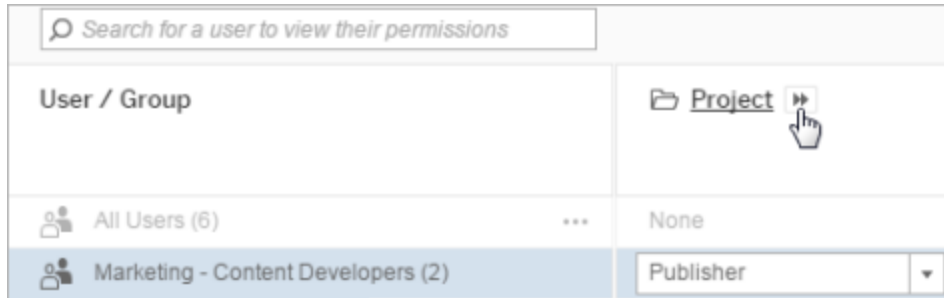 Search for a user to view their permissions
User / Group
Project
All Users (6)
None
Marketing - Content Developers (2)
Publisher